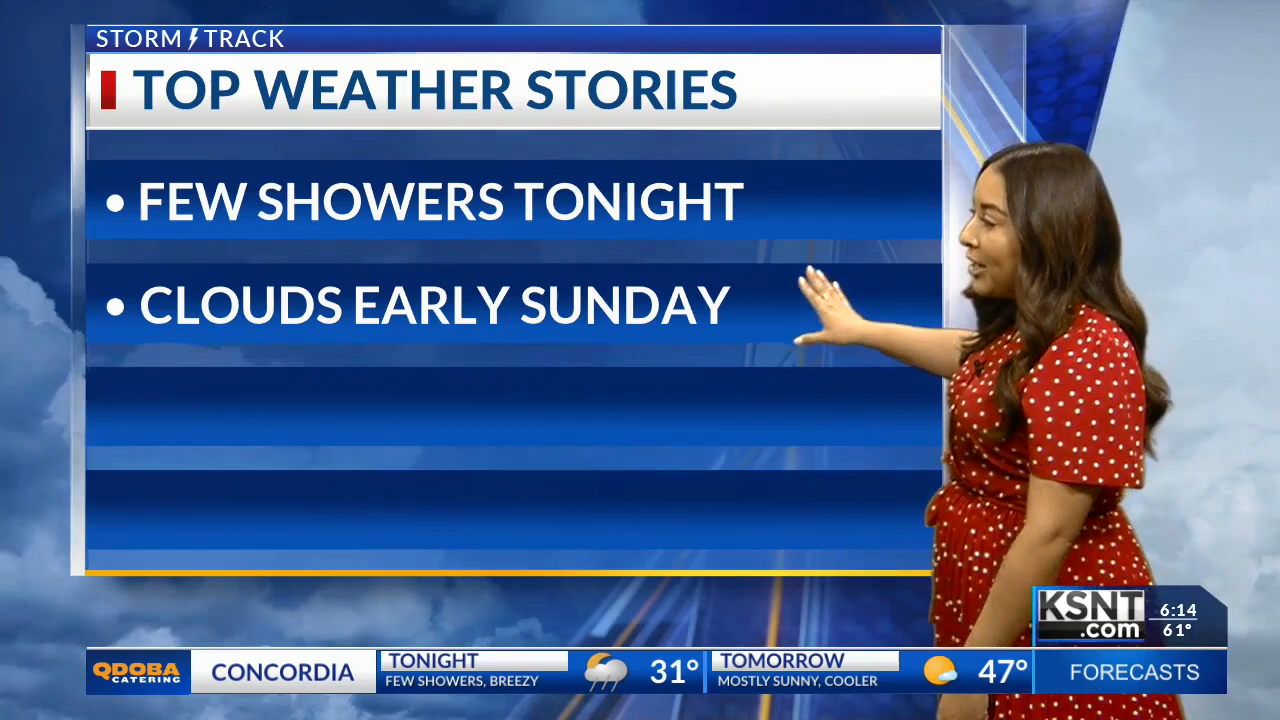 STORM TRACK
TOP WEATHER STORIES
• FEW SHOWERS TONIGHT
• CLOUDS EARLY SUNDAY
KSNT
.com
6:14
61°
QDOBA
CATERING
CONCORDIA
TONIGHT
FEW SHOWERS, BREEZY
31°
TOMORROW
MOSTLY SUNNY, COOLER
47°
FORECASTS